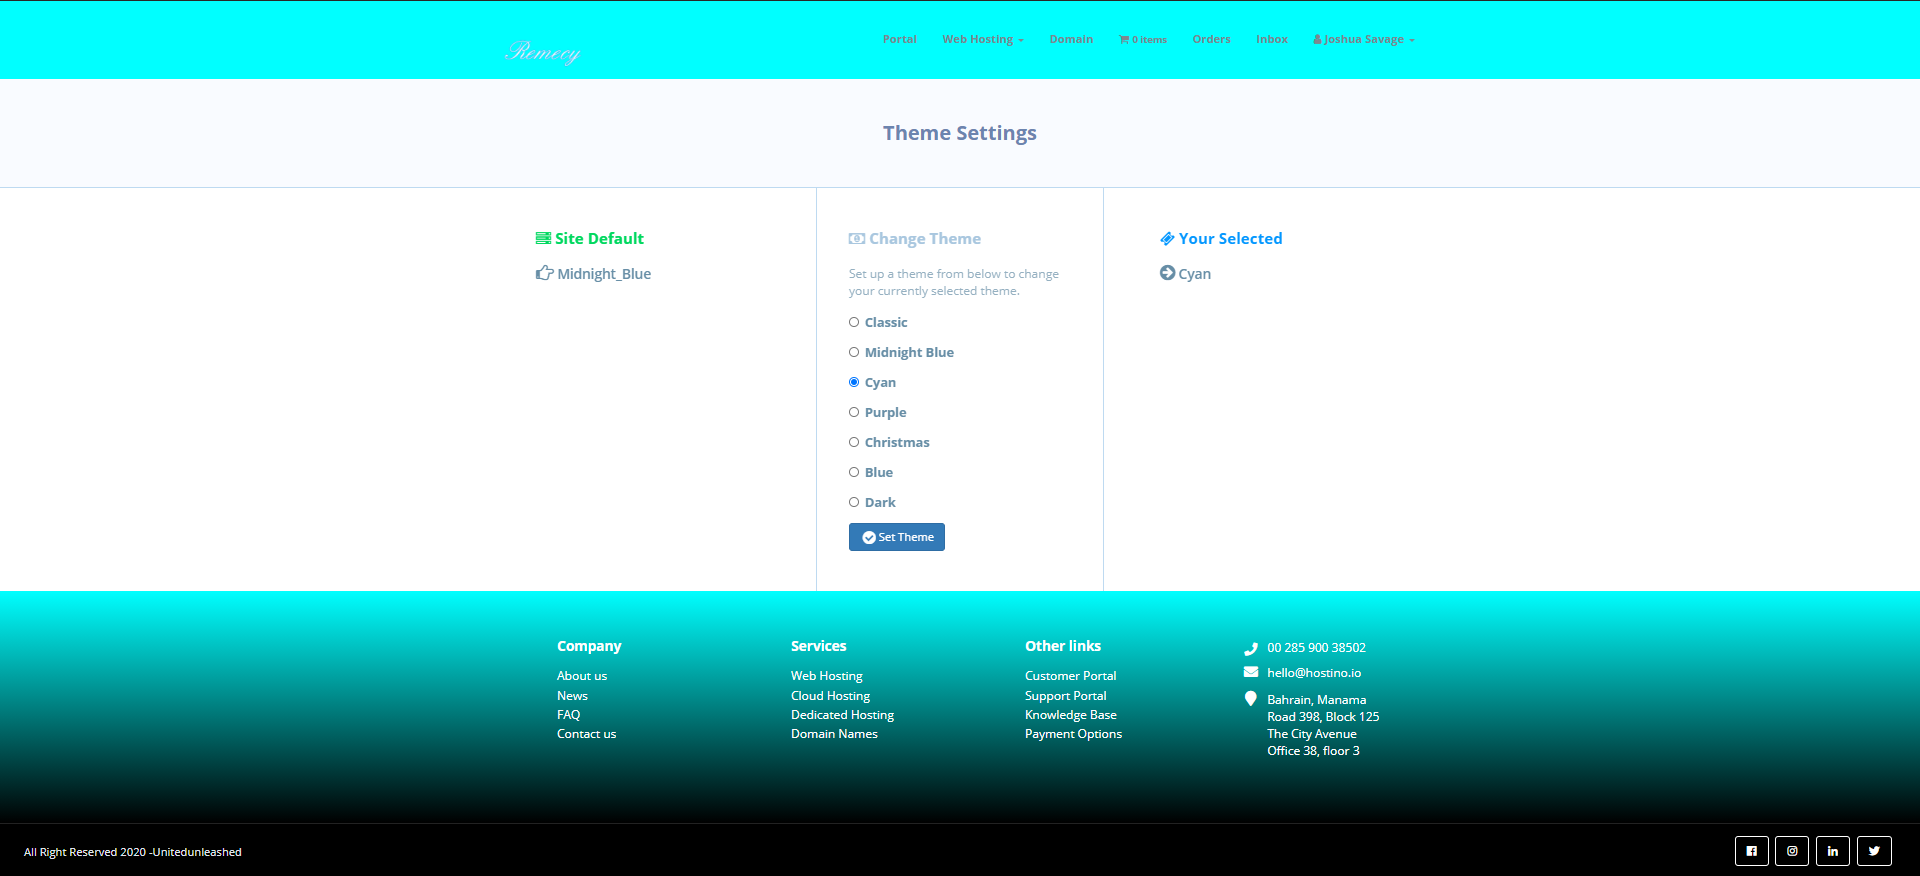 Remecy
Portal
Web Hosting
Domain
0 items
Orders
Inbox
Joshua Savage
Theme Settings
Site Default
Midnight_Blue
Change Theme
Set up a theme from below to change
your currently selected theme.
Classic
Midnight Blue
Cyan
Purple
Christmas
Blue
Dark
Set Theme
Your Selected
Cyan
Company
About us
News
FAQ
Contact us
Services
Web Hosting
Cloud Hosting
Dedicated Hosting
Domain Names
Other links
Customer Portal
Support Portal
Knowledge Base
Payment Options
00 285 900 38502
hello@hostino.io
Bahrain, Manama
Road 398, Block 125
The City Avenue
Office 38, floor 3
All Right Reserved 2020 -Unitedunleashed